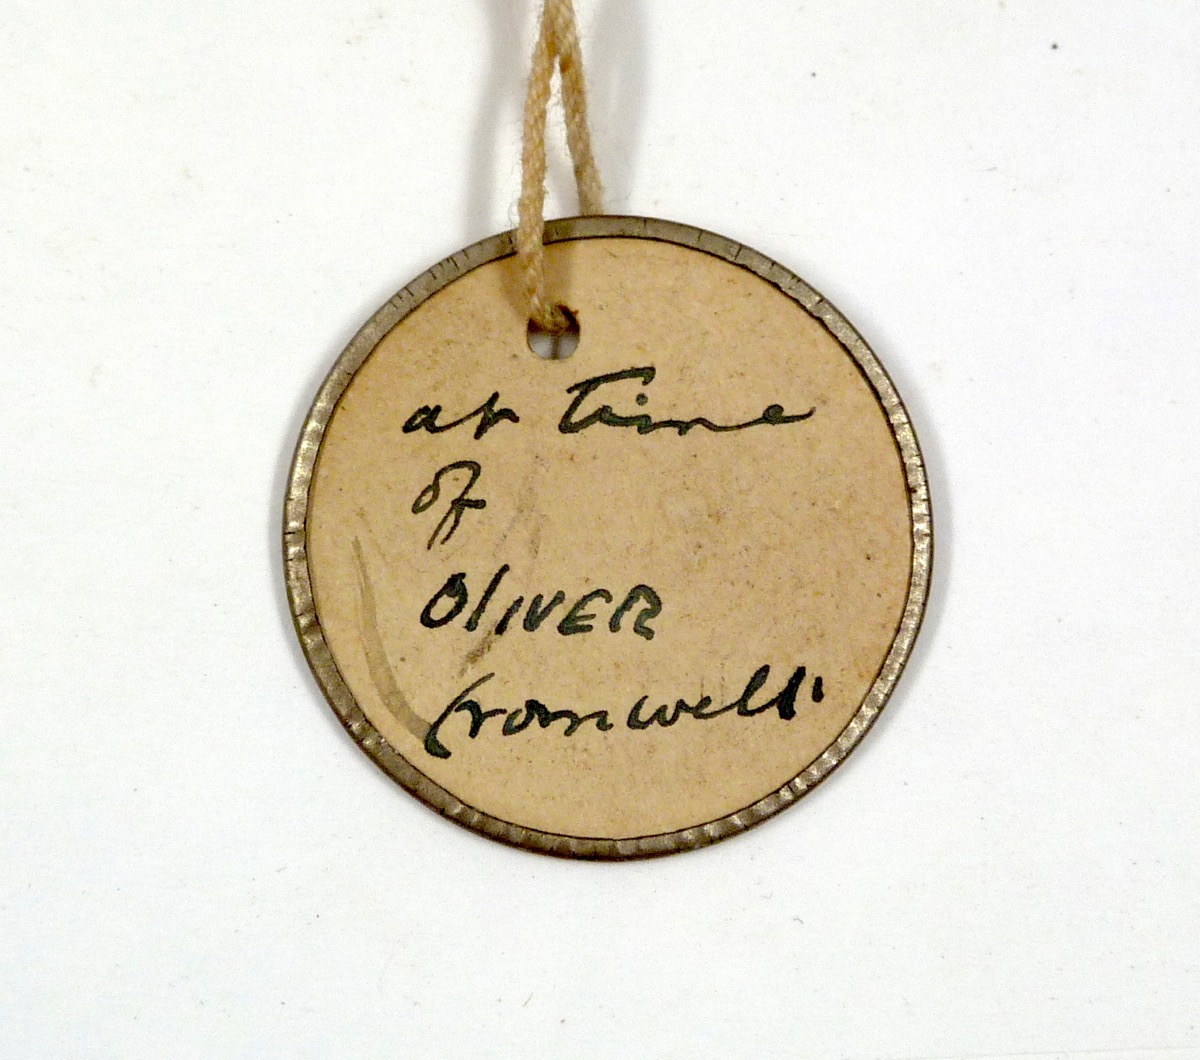 at Time
of
OlIVER
Cromwell.